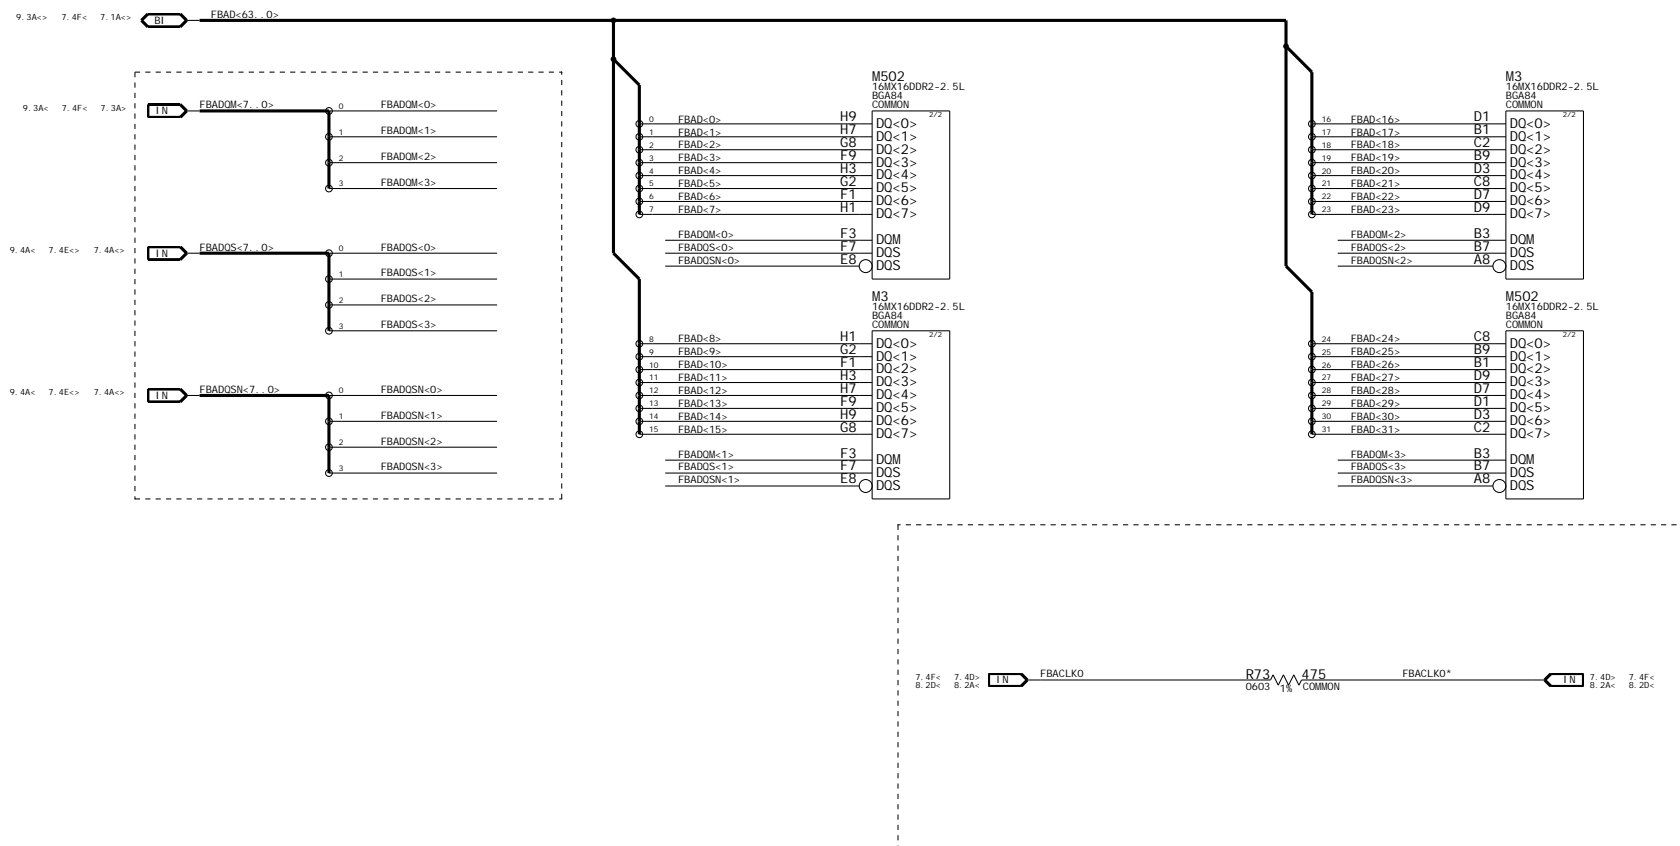 9.3A<> 7.4F< 7.1A<> BI FBAD<63..0>
9.3A< 7.4F< 7.3A> IN FBADQM<7..0>
0 FBADQM<0>
1 FBADQM<1>
2 FBADQM<2>
3 FBADQM<3>
9.4A< 7.4E<> 7.4A<> IN FBADQS<7..0>
0 FBADQS<0>
1 FBADQS<1>
2 FBADQS<2>
3 FBADQS<3>
9.4A< 7.4E<> 7.4A<> IN FBADQSN<7..0>
0 FBADQSN<0>
1 FBADQSN<1>
2 FBADQSN<2>
3 FBADQSN<3>
M502
16MX16DDR2-2.5L
BGA84
COMMON
2/2
0 FBAD<0> H9 DQ<0>
1 FBAD<1> H7 DQ<1>
2 FBAD<2> G8 DQ<2>
3 FBAD<3> F9 DQ<3>
4 FBAD<4> H3 DQ<4>
5 FBAD<5> G2 DQ<5>
6 FBAD<6> F1 DQ<6>
7 FBAD<7> H1 DQ<7>
FBADQM<0> F3 DQM
FBADQS<0> F7 DQS
FBADQSN<0> E8 DQS
M3
16MX16DDR2-2.5L
BGA84
COMMON
2/2
8 FBAD<8> H1 DQ<0>
9 FBAD<9> G2 DQ<1>
10 FBAD<10> F1 DQ<2>
11 FBAD<11> H3 DQ<3>
12 FBAD<12> H7 DQ<4>
13 FBAD<13> F9 DQ<5>
14 FBAD<14> H9 DQ<6>
15 FBAD<15> G8 DQ<7>
FBADQM<1> F3 DQM
FBADQS<1> F7 DQS
FBADQSN<1> E8 DQS
M3
16MX16DDR2-2.5L
BGA84
COMMON
2/2
16 FBAD<16> D1 DQ<0>
17 FBAD<17> B1 DQ<1>
18 FBAD<18> C2 DQ<2>
19 FBAD<19> B9 DQ<3>
20 FBAD<20> D3 DQ<4>
21 FBAD<21> C8 DQ<5>
22 FBAD<22> D7 DQ<6>
23 FBAD<23> D9 DQ<7>
FBADQM<2> B3 DQM
FBADQS<2> B7 DQS
FBADQSN<2> A8 DQS
M502
16MX16DDR2-2.5L
BGA84
COMMON
2/2
24 FBAD<24> C8 DQ<0>
25 FBAD<25> B9 DQ<1>
26 FBAD<26> B1 DQ<2>
27 FBAD<27> D9 DQ<3>
28 FBAD<28> D7 DQ<4>
29 FBAD<29> D1 DQ<5>
30 FBAD<30> D3 DQ<6>
31 FBAD<31> C2 DQ<7>
FBADQM<3> B3 DQM
FBADQS<3> B7 DQS
FBADQSN<3> A8 DQS
7.4F< 7.4D> IN FBACLK0 R73 475 FBACLK0* IN 7.4D> 7.4F<
8.2D< 8.2A< 0603 1% COMMON 8.2A< 8.2D<